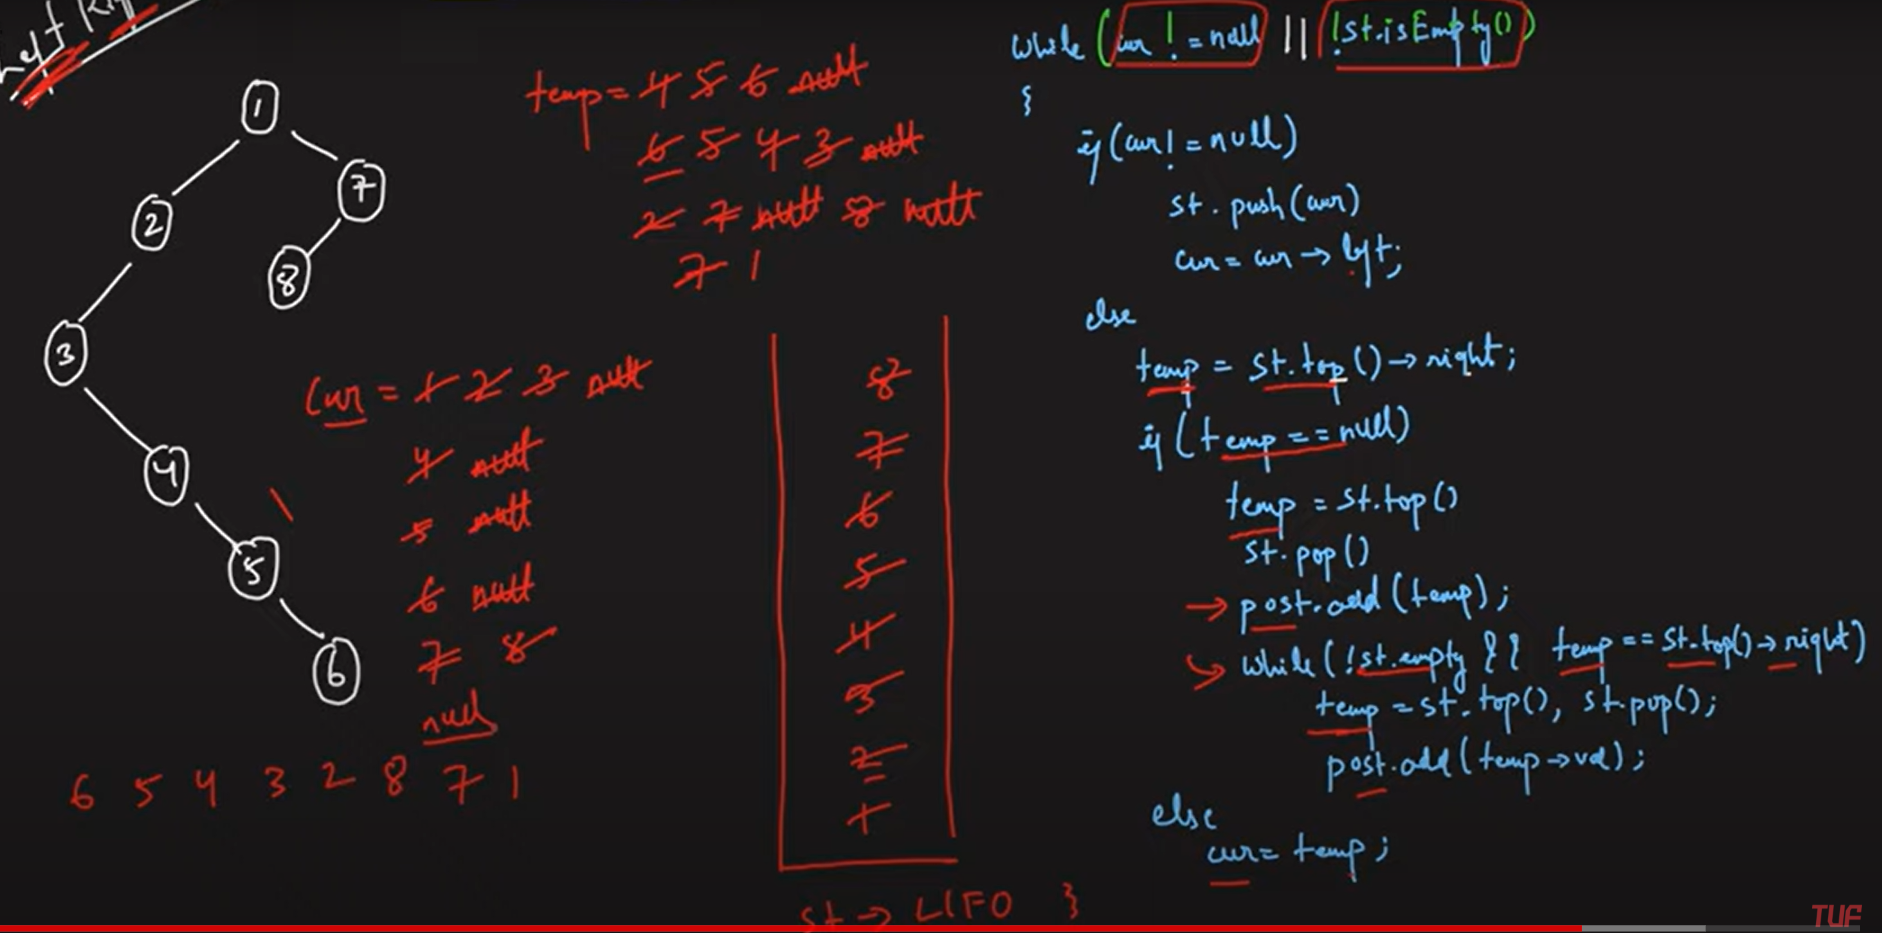 Left Ri
1
2
7
8
3
4
5
6
temp = 4 5 6 null
6 5 4 3 null
2 7 null 8 null
7 1
Cur = 1 2 3 null
4 null
5 null
6 null
7 8
null
6 5 4 3 2 8 7 1
8
7
6
5
4
3
2
1
st → LIFO
while (cur != null || !st.isEmpty())
{
if (cur != null)
st.push(cur)
cur = cur → left;
else
temp = st.top() → right;
if (temp == null)
temp = st.top()
st.pop()
→ post.add(temp);
while (!st.empty && temp == st.top() → right)
temp = st.top(), st.pop();
post.add(temp → val);
else
cur = temp;
}
TUF